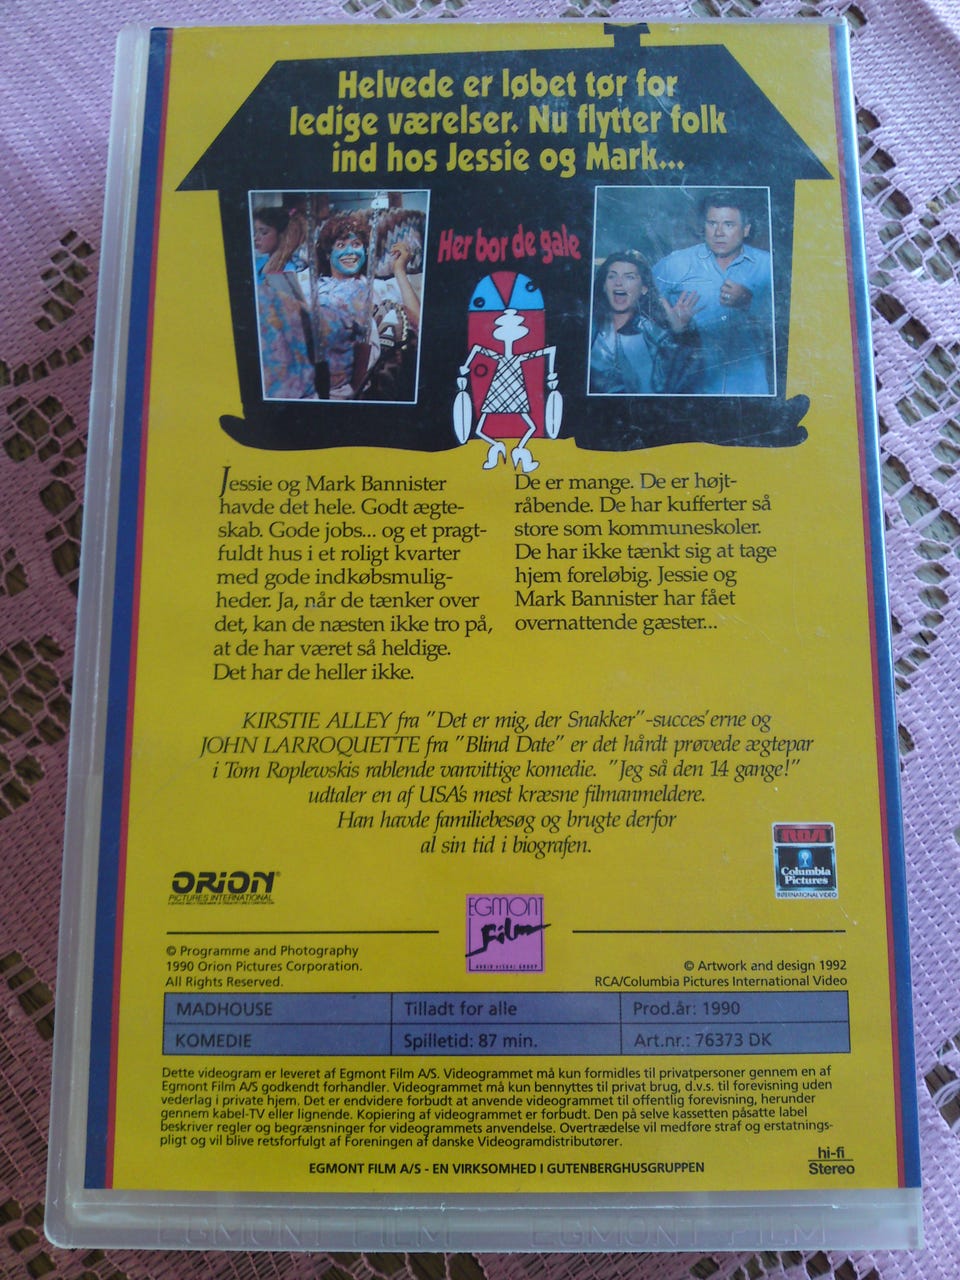 Helvede er løbet tør for
ledige værelser. Nu flytter folk
ind hos Jessie og Mark...
Her bor de gale
Jessie og Mark Bannister
havde det hele. Godt ægte-
skab. Gode jobs... og et pragt-
fuldt hus i et roligt kvarter
med gode indkøbsmulig-
heder. Ja, når de tænker over
det, kan de næsten ikke tro på,
at de har været så heldige.
Det har de heller ikke.
De er mange. De er højt-
råbende. De har kufferter så
store som kommuneskoler.
De har ikke tænkt sig at tage
hjem foreløbig. Jessie og
Mark Bannister har fået
overnattende gæster...
KIRSTIE ALLEY fra "Det er mig, der Snakker"-succes'erne og
JOHN LARROQUETTE fra "Blind Date" er det hårdt prøvede ægtepar
i Tom Roplewskis rablende vanvittige komedie. "Jeg så den 14 gange!"
udtaler en af USA's mest kræsne filmanmeldere.
Han havde familiebesøg og brugte derfor
al sin tid i biografen.
RCA
Columbia
Pictures
INTERNATIONAL VIDEO
ORION®
PICTURES INTERNATIONAL
EGMONT
Film
AUDIO VISUAL GROUP
© Programme and Photography
1990 Orion Pictures Corporation.
All Rights Reserved.
© Artwork and design 1992
RCA/Columbia Pictures International Video
MADHOUSE Tilladt for alle Prod.år: 1990
KOMEDIE Spilletid: 87 min. Art.nr.: 76373 DK
Dette videogram er leveret af Egmont Film A/S. Videogrammet må kun formidles til privatpersoner gennem en af
Egmont Film A/S godkendt forhandler. Videogrammet må kun bennyttes til privat brug, d.v.s. til forevisning uden
vederlag i private hjem. Det er endvidere forbudt at anvende videogrammet til offentlig forevisning, herunder
gennem kabel-TV eller lignende. Kopiering af videogrammet er forbudt. Den på selve kassetten påsatte label
beskriver regler og begrænsninger for videogrammets anvendelse. Overtrædelse vil medføre straf og erstatnings-
pligt og vil blive retsforfulgt af Foreningen af danske Videogramdistributører.
EGMONT FILM A/S - EN VIRKSOMHED I GUTENBERGHUSGRUPPEN
hi-fi
Stereo
EGMONT FILM EGMONT FILM